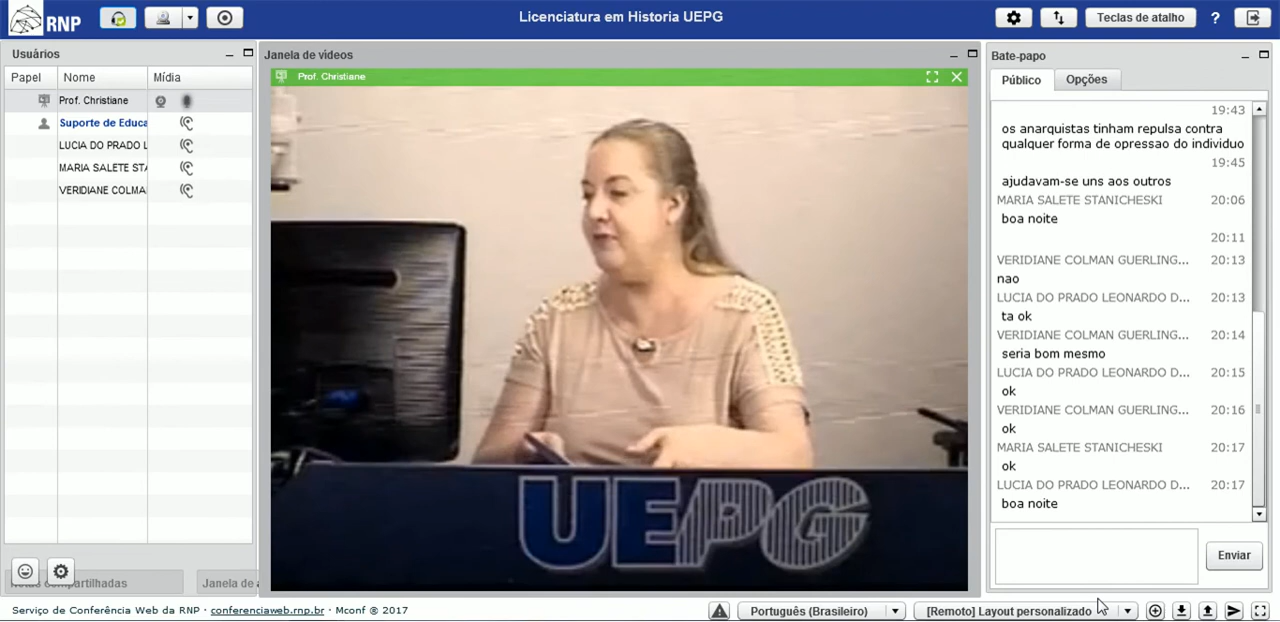 RNP
Licenciatura em Historia UEPG
Teclas de atalho
?
Usuários
Papel Nome Mídia
Prof. Christiane
Suporte de Educa
LUCIA DO PRADO L
MARIA SALETE STA
VERIDIANE COLMA
Janela de
Janela de vídeos
Prof. Christiane
UEPG
Bate-papo
Público Opções
19:43
os anarquistas tinham repulsa contra
qualquer forma de opressao do individuo
19:45
ajudavam-se uns aos outros
MARIA SALETE STANICHESKI 20:06
boa noite
20:11
VERIDIANE COLMAN GUERLING... 20:13
nao
LUCIA DO PRADO LEONARDO D... 20:13
ta ok
VERIDIANE COLMAN GUERLING... 20:14
seria bom mesmo
LUCIA DO PRADO LEONARDO D... 20:15
ok
VERIDIANE COLMAN GUERLING... 20:16
ok
MARIA SALETE STANICHESKI 20:17
ok
LUCIA DO PRADO LEONARDO D... 20:17
boa noite
Enviar
Serviço de Conferência Web da RNP · conferenciaweb.rnp.br · Mconf ® 2017
Português (Brasileiro)
[Remoto] Layout personalizado